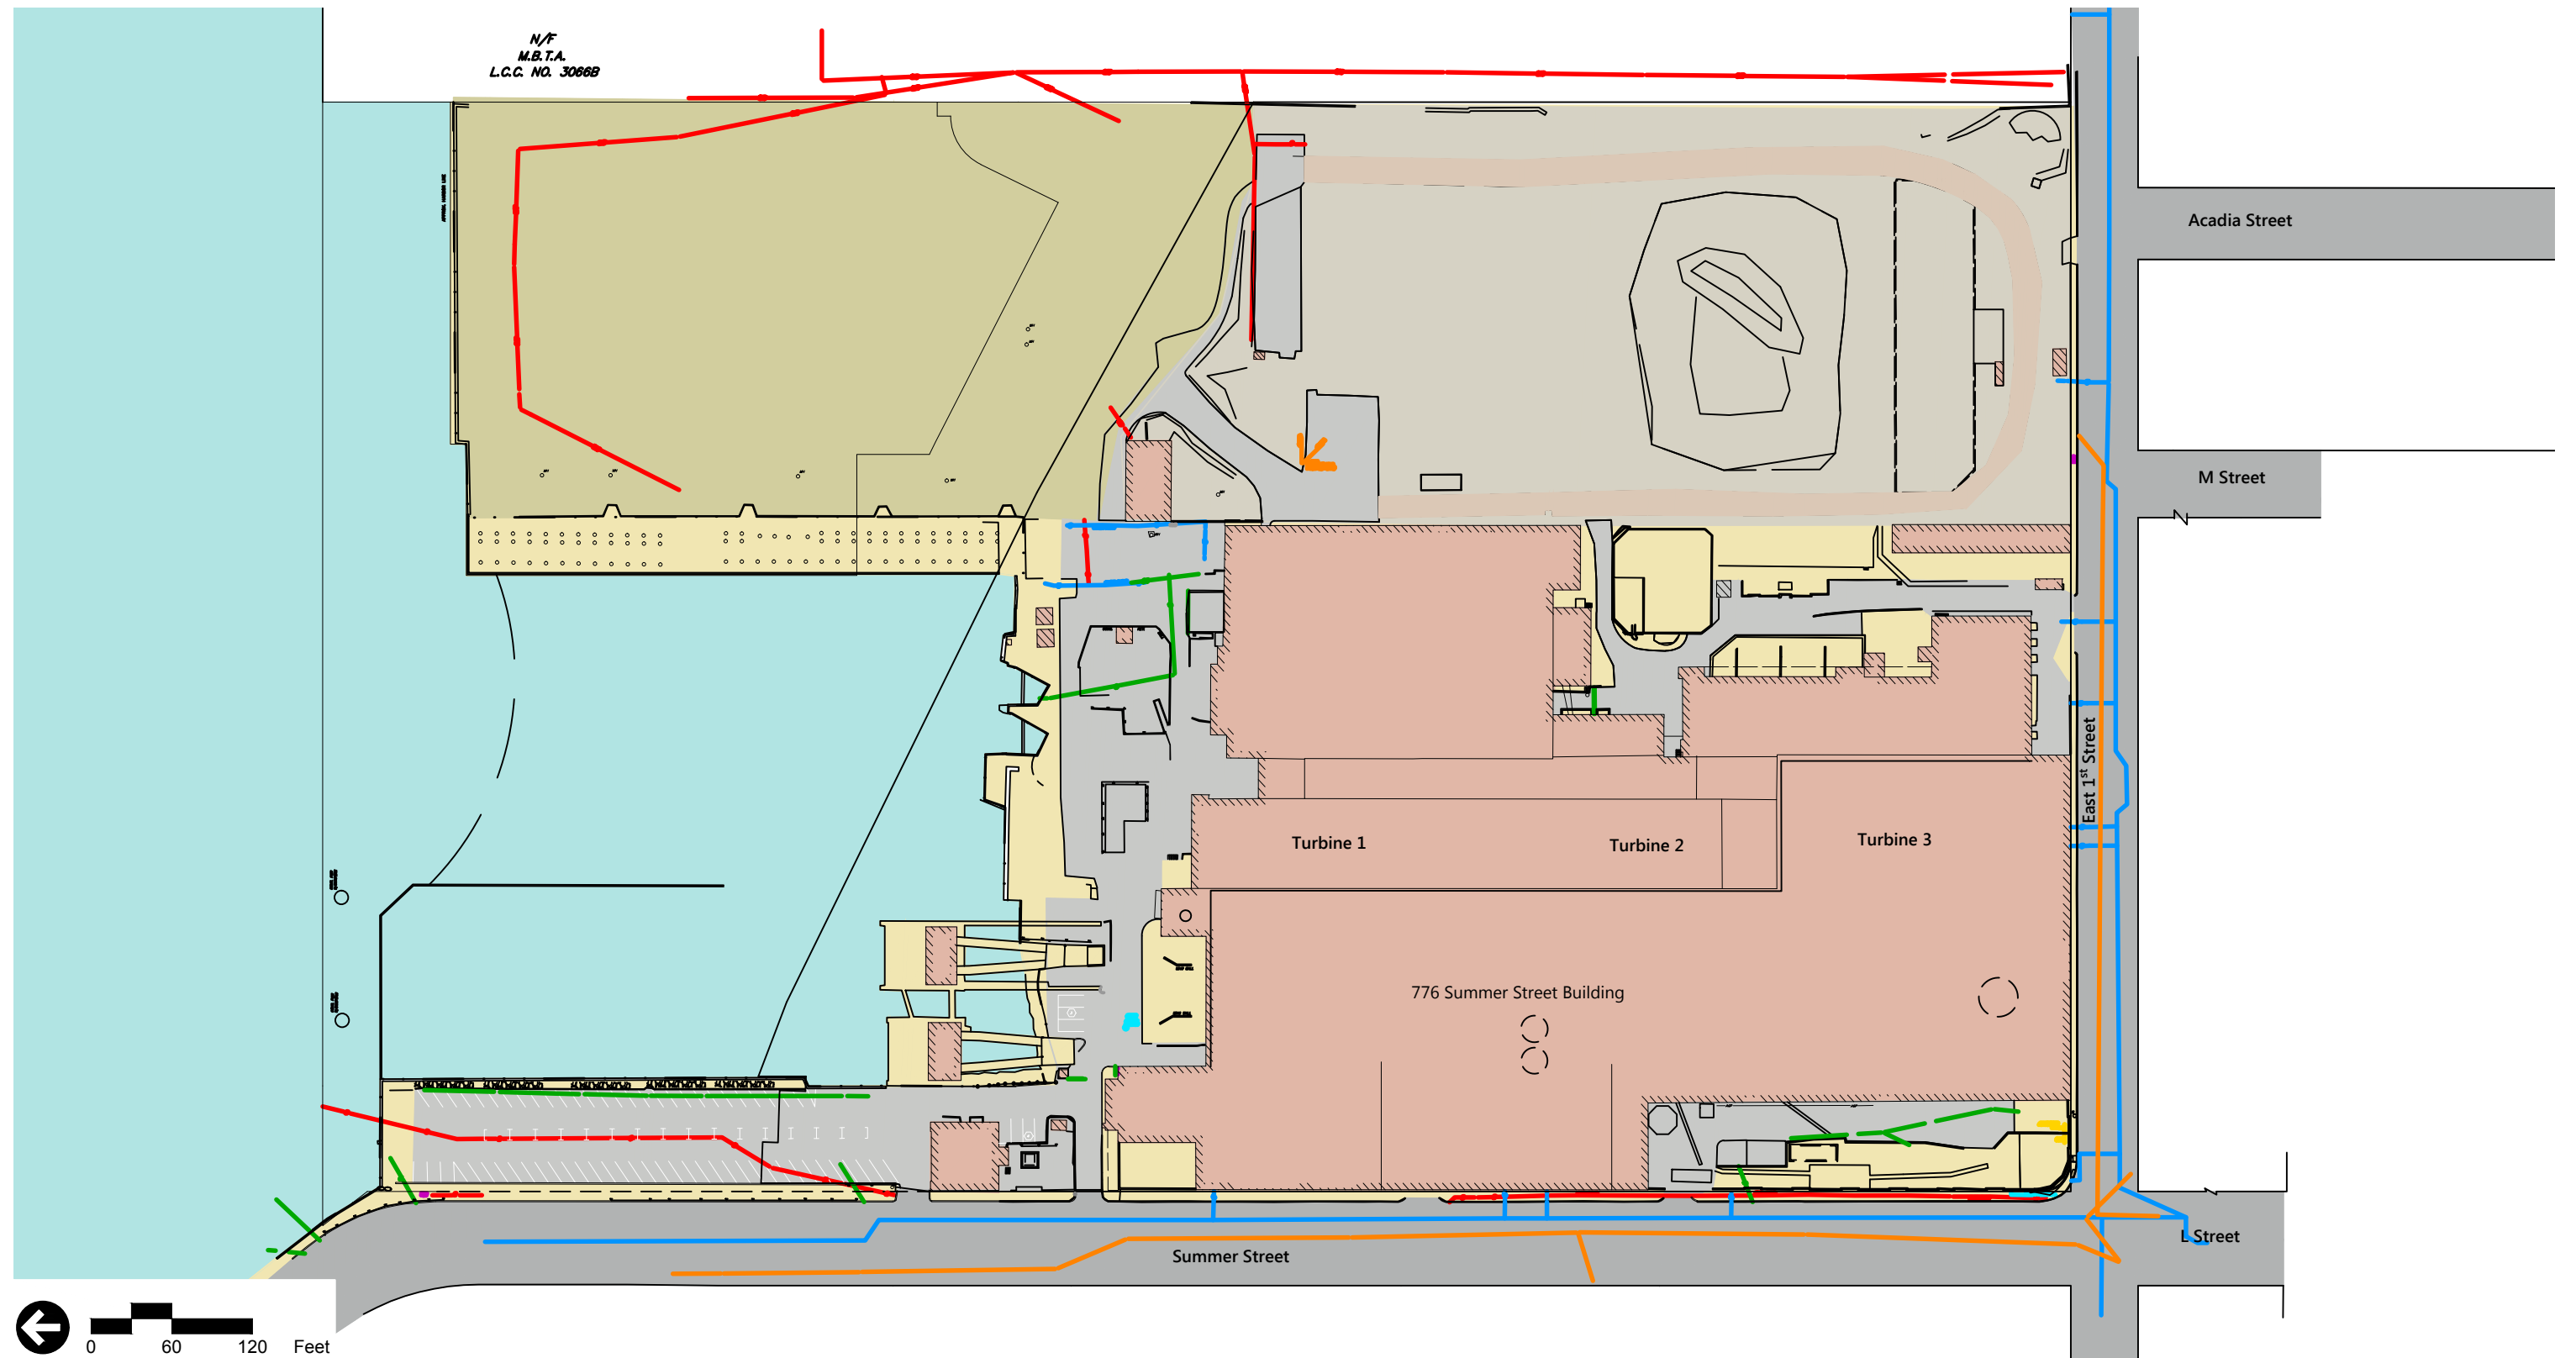 N/F
M.B.T.A.
L.C.C. NO. 3066B
Acadia Street
M Street
East 1st Street
Turbine 1
Turbine 2
Turbine 3
776 Summer Street Building
Summer Street
L Street
0 60 120 Feet